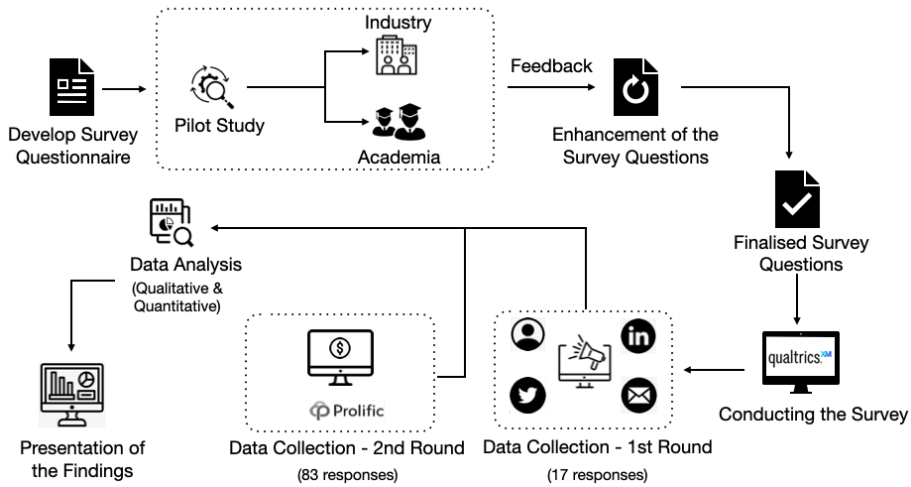 Industry
Feedback
Pilot Study
Develop Survey
Questionnaire
Academia
Enhancement of the
Survey Questions
Finalised Survey
Questions
Data Analysis
(Qualitative &
Quantitative)
in
qualtrics.XM
$
Prolific
Conducting the Survey
Presentation of
the Findings
Data Collection - 2nd Round
(83 responses)
Data Collection - 1st Round
(17 responses)